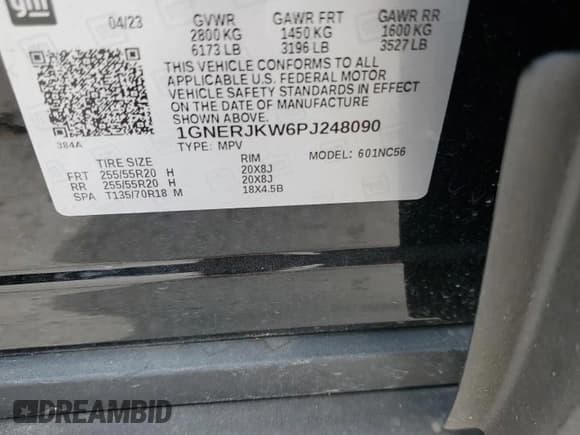 gm
04/23 GVWR GAWR FRT GAWR RR
2800 KG 1450 KG 1600 KG
6173 LB 3196 LB 3527 LB
THIS VEHICLE CONFORMS TO ALL
APPLICABLE U.S. FEDERAL MOTOR
VEHICLE SAFETY STANDARDS IN EFFECT
ON THE DATE OF MANUFACTURE
SHOWN ABOVE.
1GNERJKW6PJ248090
384A
TYPE: MPV MODEL: 601NC56
TIRE SIZE RIM
FRT 255/55R20 H 20X8J
RR 255/55R20 H 20X8J
SPA T135/70R18 M 18X4.5B
DREAMBID